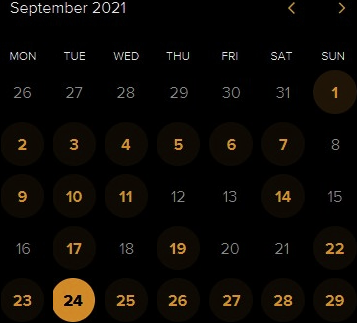 September 2021
MON TUE WED THU FRI SAT SUN
26 27 28 29 30 31 1
2 3 4 5 6 7 8
9 10 11 12 13 14 15
16 17 18 19 20 21 22
23 24 25 26 27 28 29